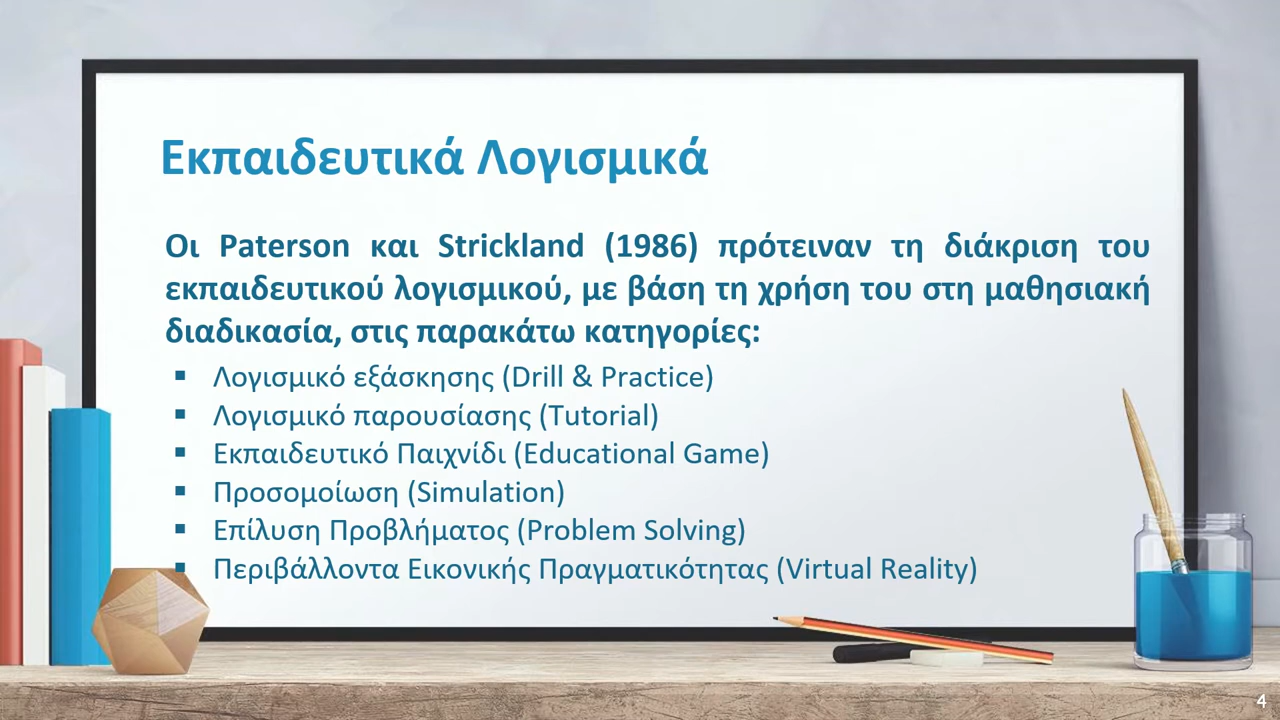 Εκπαιδευτικά Λογισμικά
Οι Paterson και Strickland (1986) πρότειναν τη διάκριση του
εκπαιδευτικού λογισμικού, με βάση τη χρήση του στη μαθησιακή
διαδικασία, στις παρακάτω κατηγορίες:
▪ Λογισμικό εξάσκησης (Drill & Practice)
▪ Λογισμικό παρουσίασης (Tutorial)
▪ Εκπαιδευτικό Παιχνίδι (Educational Game)
▪ Προσομοίωση (Simulation)
▪ Επίλυση Προβλήματος (Problem Solving)
▪ Περιβάλλοντα Εικονικής Πραγματικότητας (Virtual Reality)
4